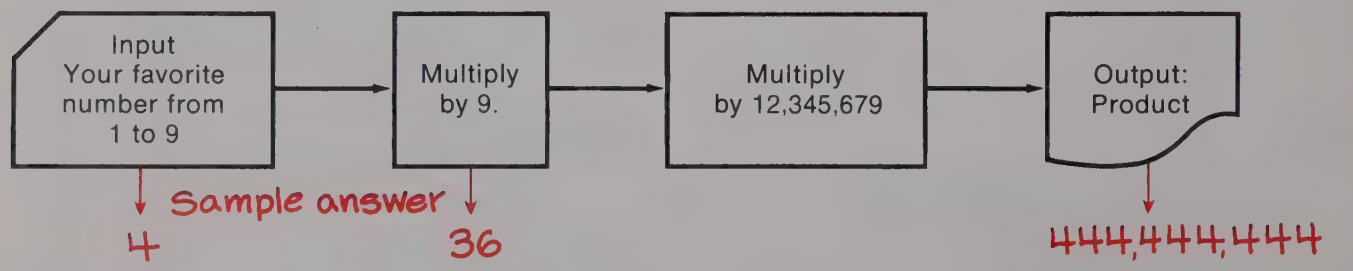 Input
Your favorite
number from
1 to 9
Multiply
by 9.
Multiply
by 12,345,679
Output:
Product
Sample answer
4
36
444,444,444